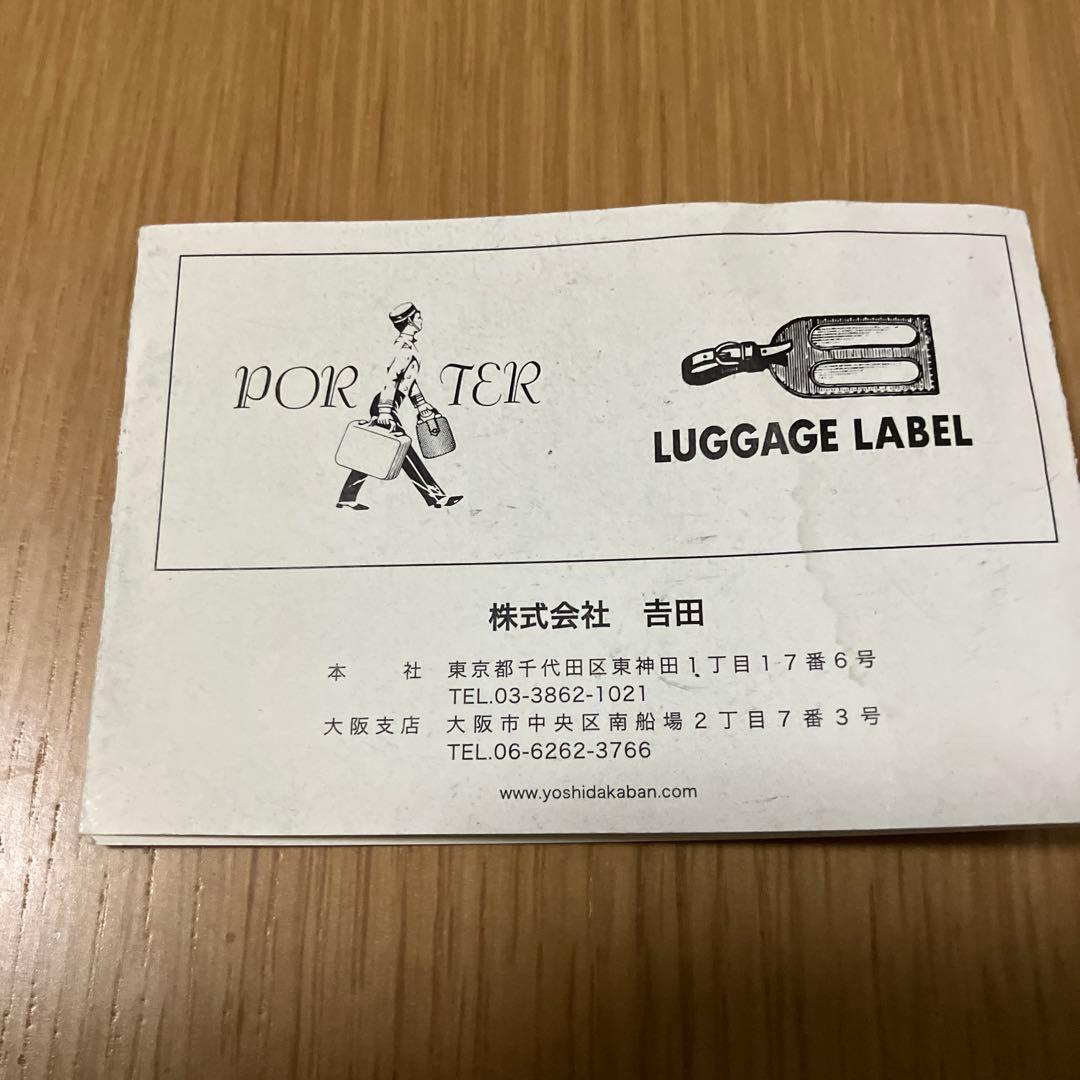 PORTER
LUGGAGE LABEL
株式会社 𠮷田
本 社 東京都千代田区東神田1丁目17番6号
TEL.03-3862-1021
大阪支店 大阪市中央区南船場2丁目7番3号
TEL.06-6262-3766
www.yoshidakaban.com